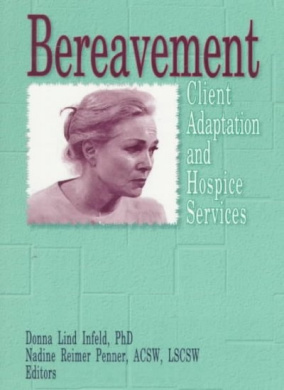 Bereavement
Client
Adaptation
and
Hospice
Services
Donna Lind Infeld, PhD
Nadine Reimer Penner, ACSW, LSCSW
Editors